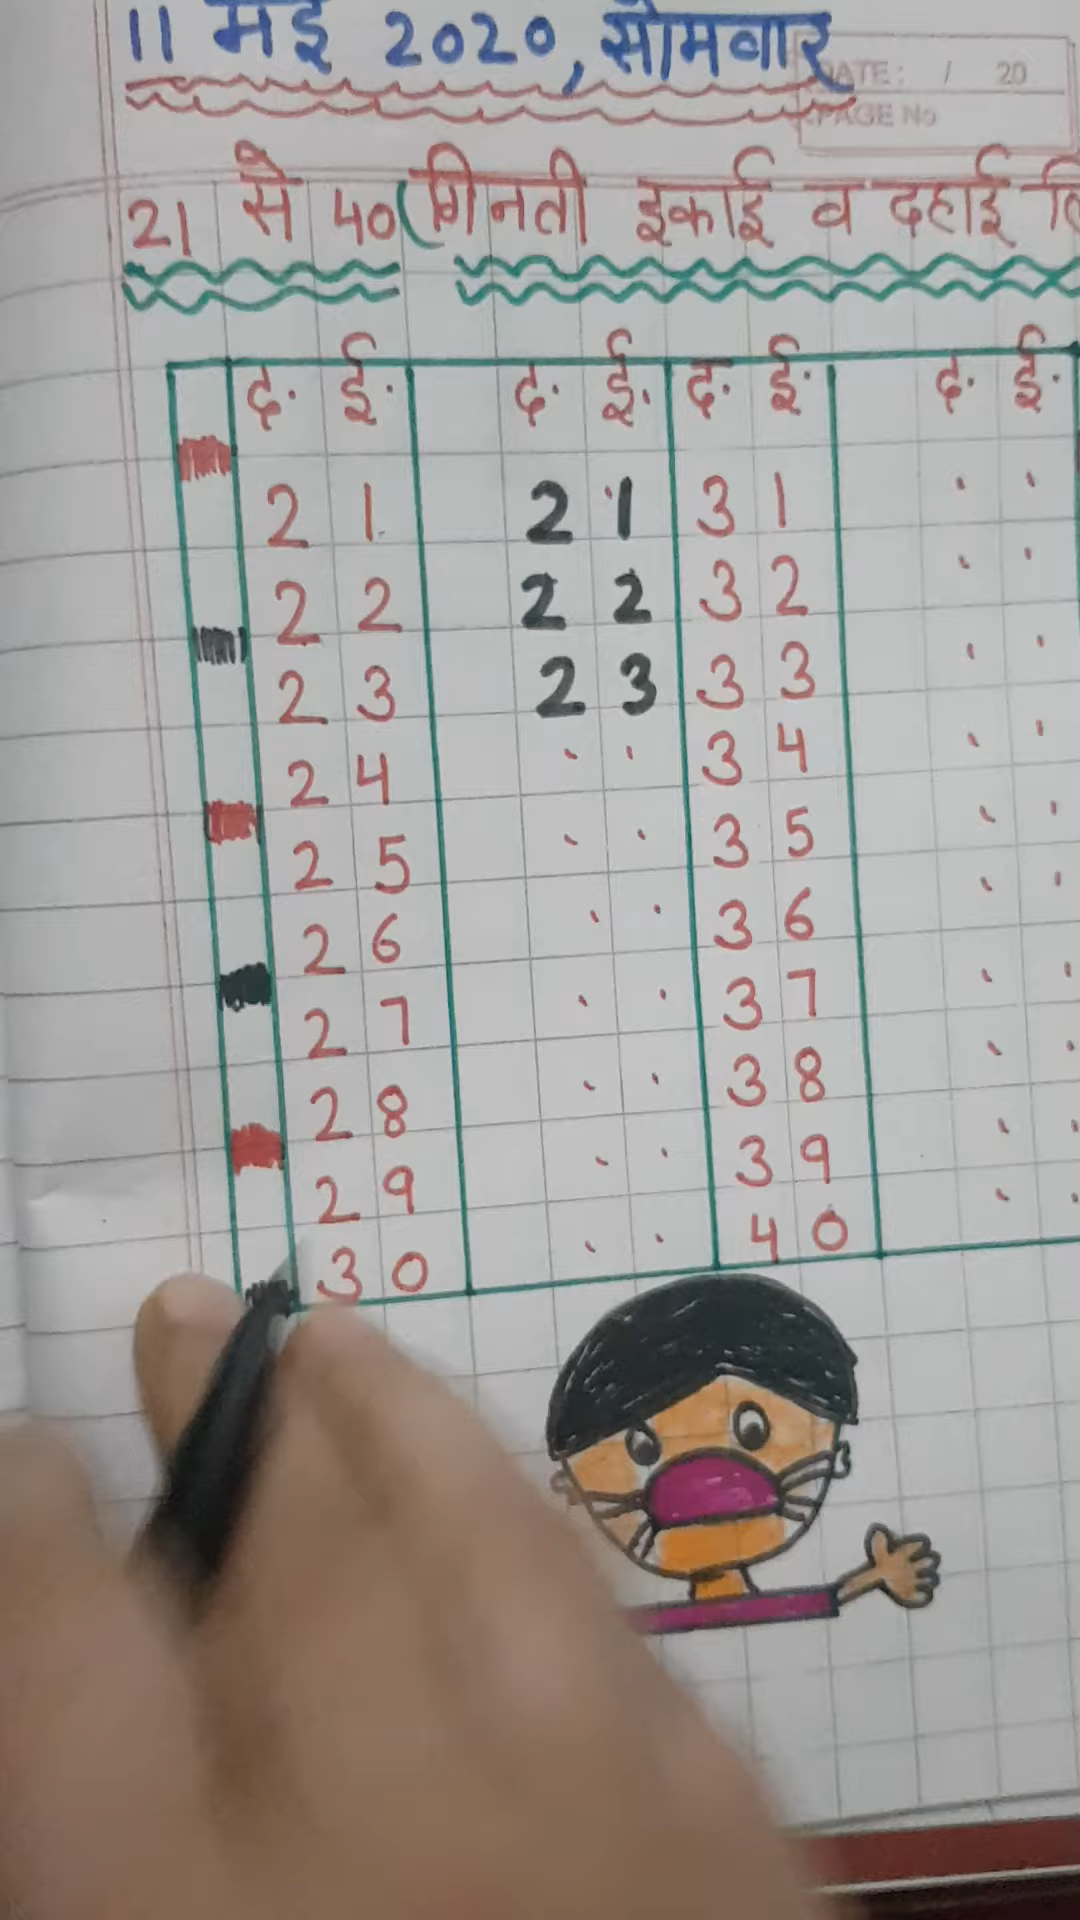 11 मई 2020, सोमवार
DATE: / 20
PAGE No
21 से 40 (गिनती इकाई व दहाई
द. ई. द. ई. द. ई. द. ई.
2 1 2 1 3 1
2 2 2 2 3 2
2 3 2 3 3 3
2 4 3 4
2 5 3 5
2 6 3 6
2 7 3 7
2 8 3 8
2 9 3 9
3 0 4 0